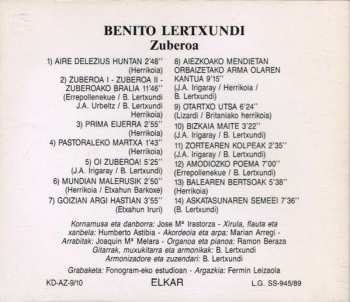 BENITO LERTXUNDI
Zuberoa
1) AIRE DELEZIUS HUNTAN 2'48''
(Herrikoia)
2) ZUBEROA I - ZUBEROA II -
ZUBEROAKO BRALIA 11'46''
(Errepollenekue / B. Lertxundi
J.A. Urbeltz / B. Lertxundi
Herrikoia)
3) PRIMA EIJERRA 2'55''
(Herrikoia)
4) PASTORALEKO MARTXA 1'43''
(Herrikoia)
5) OI ZUBEROA! 5'25''
(J.A. Irigaray / B. Lertxundi)
6) MUNDIAN MALERUSIK 2'50''
(Herrikoia / Etxahun Barkoxe)
7) GOIZIAN ARGI HASTIAN 3'55''
(Etxahun Iruri)
8) AIEZKOAKO MENDIETAN
ORBAIZETAKO ARMA OLAREN
KANTUA 9'15''
(J.A. Irigaray / Herrikoia /
B. Lertxundi)
9) OTARTXO UTSA 6'24''
(Lizardi / Britaniako herrikoia)
10) BIZKAIA MAITE 3'22''
(B. Lertxundi)
11) ZORTEAREN KOLPEAK 2'35''
(J.A. Irigaray / B. Lertxundi)
12) AMODIOZKO POEMA 7'00''
(Errepollenekue / B. Lertxundi)
13) BALEAREN BERTSOAK 5'38''
(Herrikoia)
14) ASKATASUNAREN SEMEEI 7'36''
(B. Lertxundi)
Kornamusa eta danborra: Jose Mª Irastorza - Xirula, flauta eta
xanbela: Humberto Astibia - Akordeoia eta arpa: Marian Arregi -
Arrabitak: Joaquin Mª Melara - Organoa eta pianoa: Ramon Beraza
Gitarrak, muxukitarra eta armonikak: B. Lertxundi
Armonizadore eta zuzendari: B. Lertxundi
Grabaketa: Fonogram-eko estudioan - Argazkia: Fermin Leizaola
KD-AZ-9/10 ELKAR L.G. SS-945/89